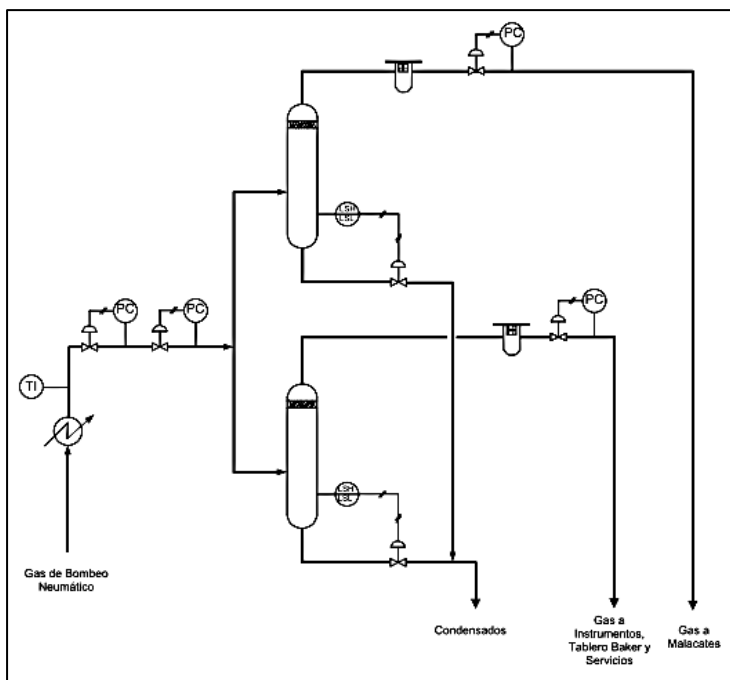 PC
LSH
LSL
PC
PC
PC
TI
LSH
LSL
Gas de Bombeo
Neumático
Condensados
Gas a
Instrumentos,
Tablero Baker y
Servicios
Gas a
Malacates